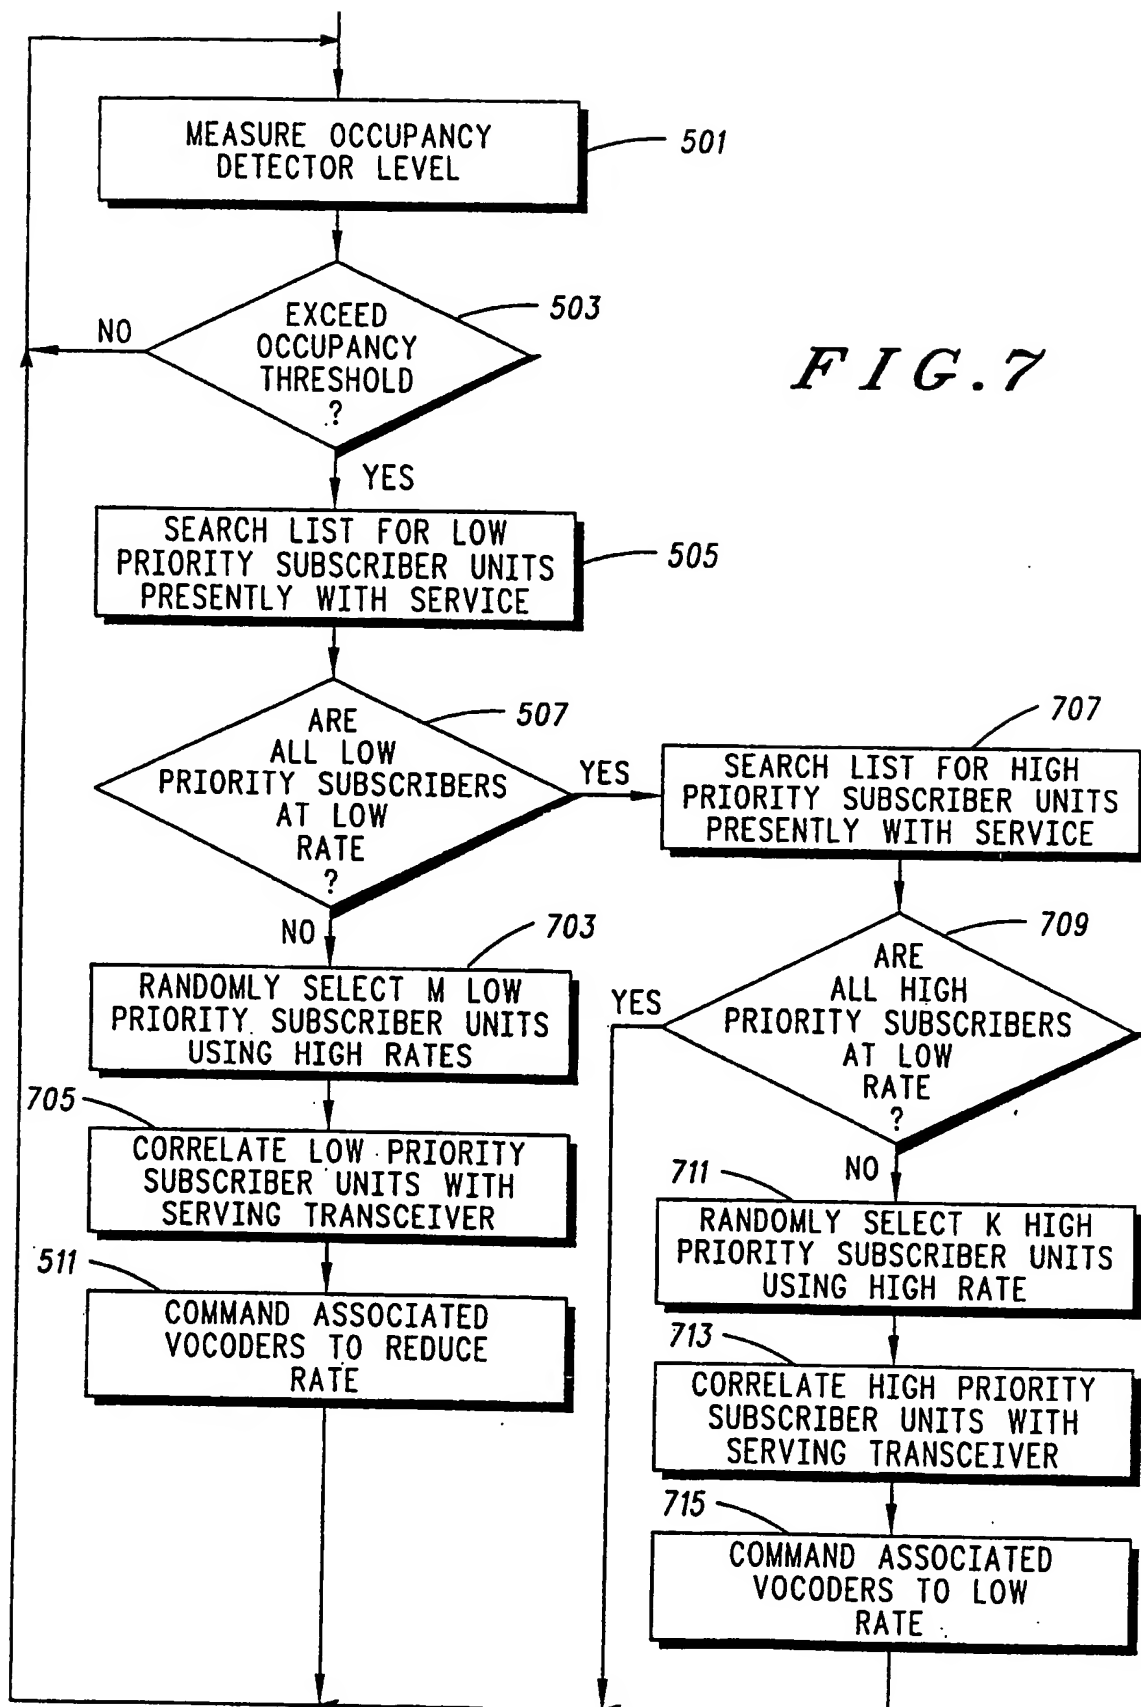 MEASURE OCCUPANCY
DETECTOR LEVEL
501
EXCEED
OCCUPANCY
THRESHOLD
?
503
NO
FIG.7
YES
SEARCH LIST FOR LOW
PRIORITY SUBSCRIBER UNITS
PRESENTLY WITH SERVICE
505
ARE
ALL LOW
PRIORITY SUBSCRIBERS
AT LOW
RATE
?
507
YES
707
SEARCH LIST FOR HIGH
PRIORITY SUBSCRIBER UNITS
PRESENTLY WITH SERVICE
NO
703
RANDOMLY SELECT M LOW
PRIORITY SUBSCRIBER UNITS
USING HIGH RATES
709
ARE
ALL HIGH
PRIORITY SUBSCRIBERS
AT LOW
RATE
?
YES
705
CORRELATE LOW PRIORITY
SUBSCRIBER UNITS WITH
SERVING TRANSCEIVER
NO
711
RANDOMLY SELECT K HIGH
PRIORITY SUBSCRIBER UNITS
USING HIGH RATE
511
COMMAND ASSOCIATED
VOCODERS TO REDUCE
RATE
713
CORRELATE HIGH PRIORITY
SUBSCRIBER UNITS WITH
SERVING TRANSCEIVER
715
COMMAND ASSOCIATED
VOCODERS TO LOW
RATE